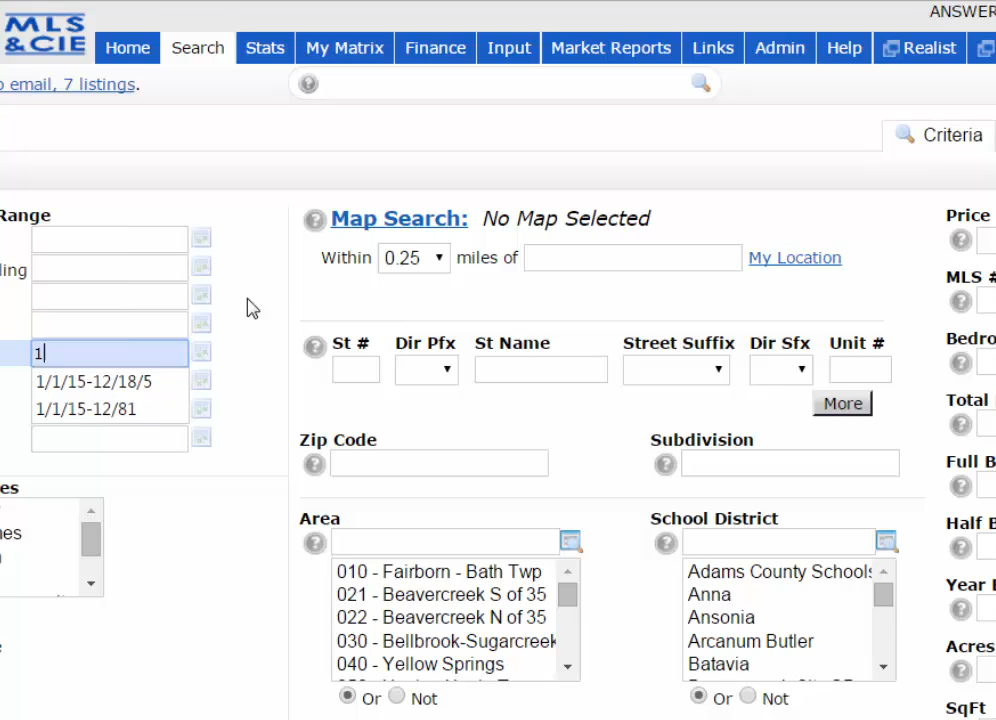 ANSWER
MLS
& CIE
Home Search Stats My Matrix Finance Input Market Reports Links Admin Help Realist
o email, 7 listings.
Criteria
Range
ding
1
1/1/15-12/18/5
1/1/15-12/81
es
nes
Map Search: No Map Selected
Within 0.25 miles of My Location
St # Dir Pfx St Name Street Suffix Dir Sfx Unit #
More
Zip Code Subdivision
Area
010 - Fairborn - Bath Twp
021 - Beavercreek S of 35
022 - Beavercreek N of 35
030 - Bellbrook-Sugarcreek
040 - Yellow Springs
Or Not
School District
Adams County Schools
Anna
Ansonia
Arcanum Butler
Batavia
Or Not
Price
MLS #
Bedro
Total
Full B
Half B
Year
Acres
SqFt